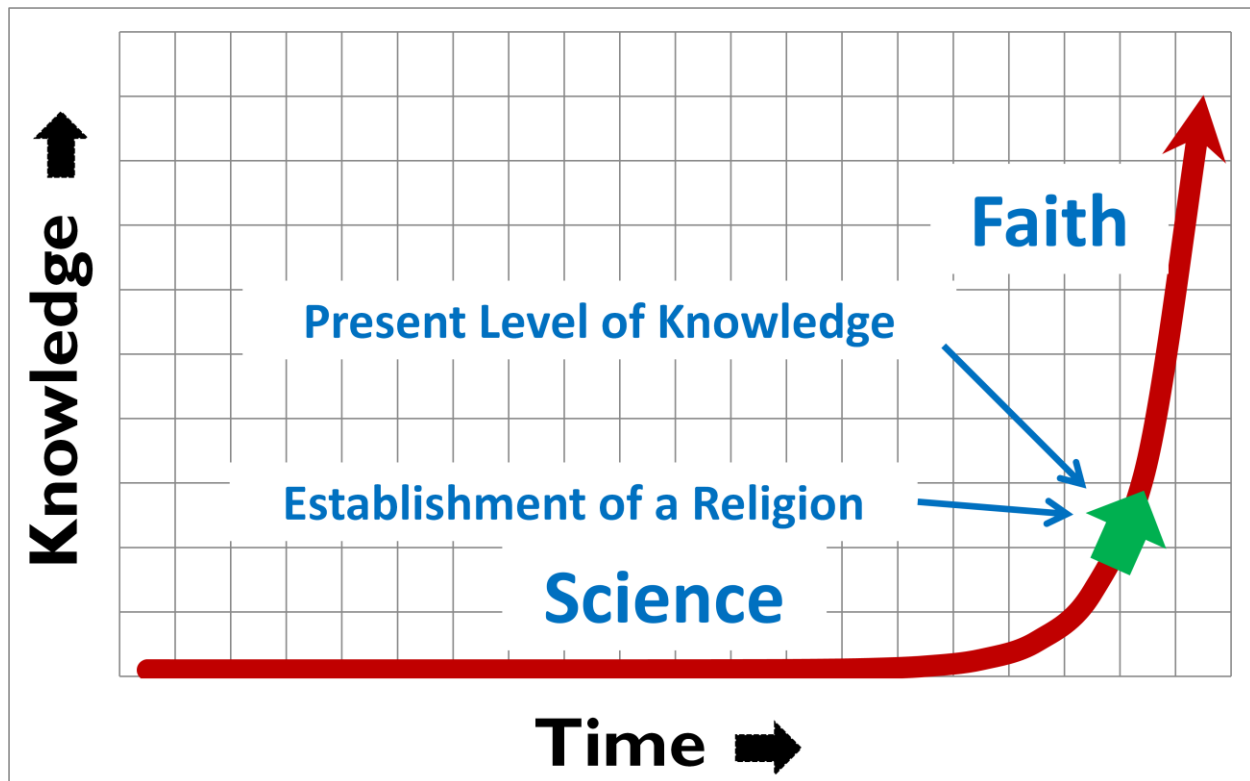 Knowledge
Faith
Present Level of Knowledge
Establishment of a Religion
Science
Time